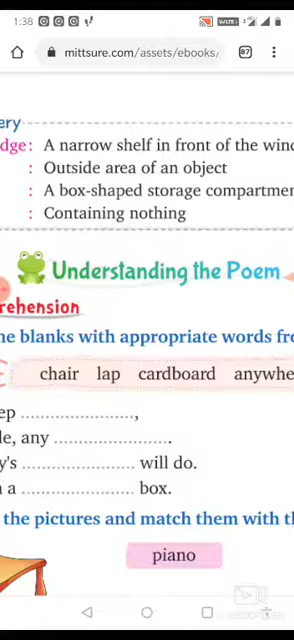 1:38
mittsure.com/assets/ebooks/
87
ery
dge: A narrow shelf in front of the wind
: Outside area of an object
: A box-shaped storage compartmen
: Containing nothing
Understanding the Poem
rehension
ne blanks with appropriate words fro
chair lap cardboard anywhe
ep ......................,
le, any ......................
y's ...................... will do.
n a ...................... box.
the pictures and match them with th
piano